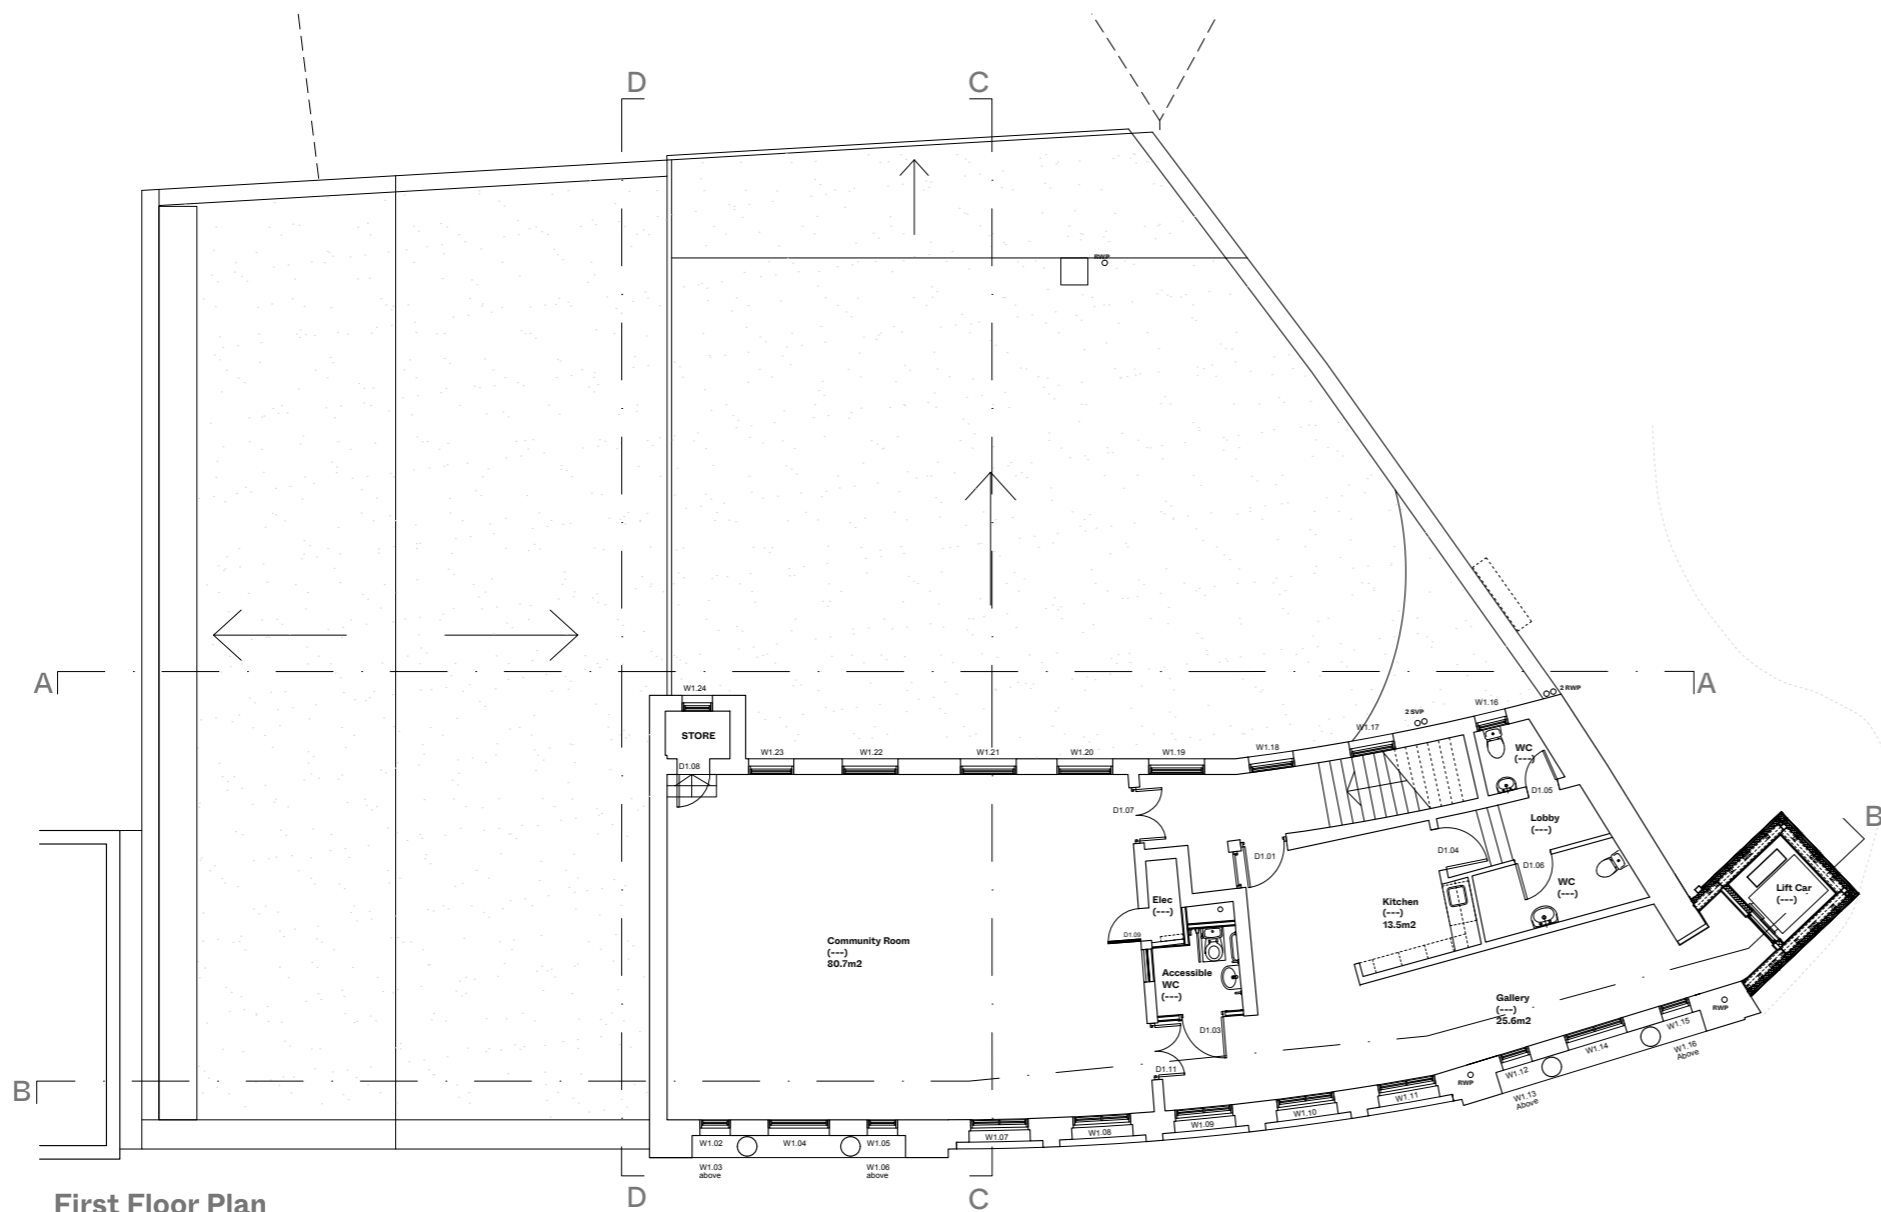 D
C
RWP
A
A
W1.24
2 RWP
W1.16
2 SVP
STORE
W1.17
W1.23
W1.22
W1.21
W1.20
W1.19
W1.18
WC
(---)
D1.08
D1.05
D1.07
Lobby
(---)
B
D1.04
D1.01
D1.06
WC
(---)
Lift Car
(---)
Elec
(---)
Kitchen
(---)
13.5m2
D1.09
Community Room
(---)
80.7m2
Accessible
WC
(---)
Gallery
(---)
25.6m2
RWP
D1.03
W1.15
W1.14
W1.16
Above
D1.11
W1.12
RWP
B
W1.13
Above
W1.11
W1.10
W1.09
W1.08
W1.07
W1.02
W1.04
W1.05
W1.03
above
W1.06
above
D
C
First Floor Plan